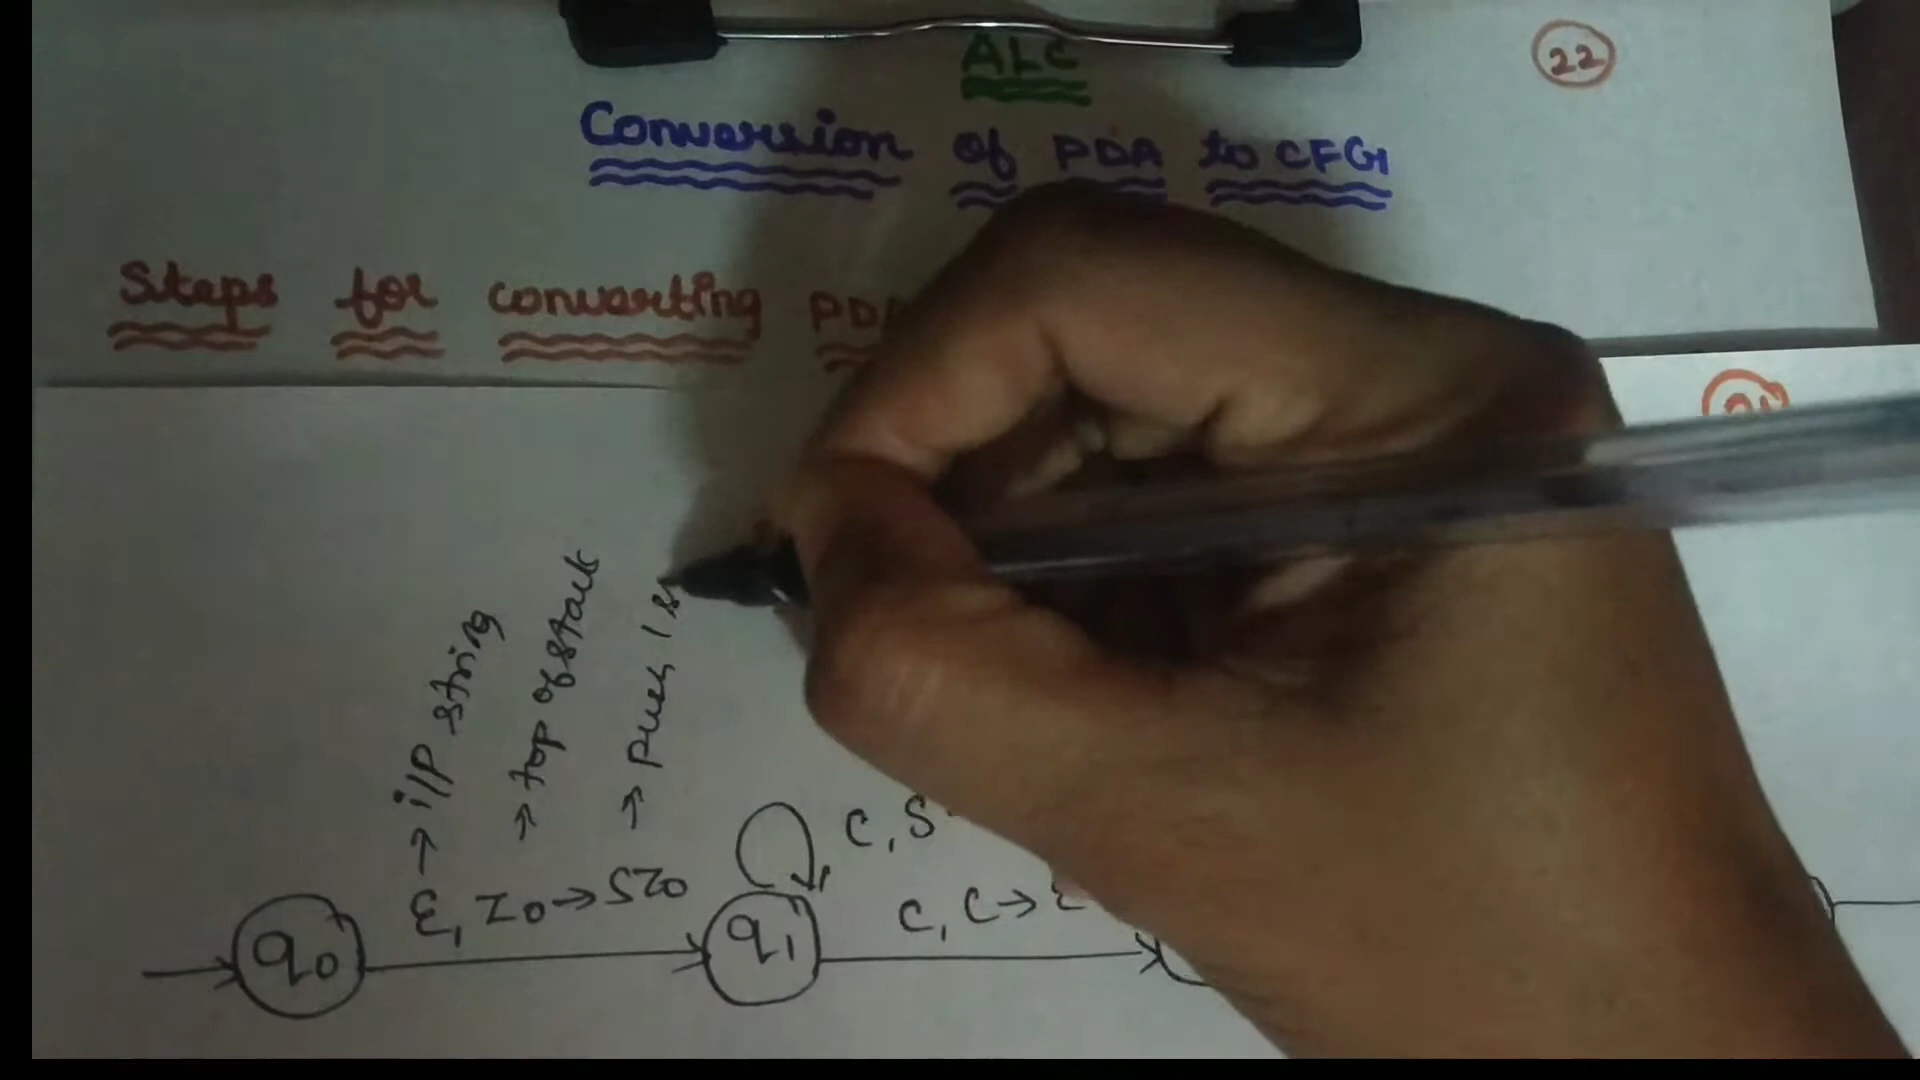 ALC
22
Conversion of PDA to CFG
Steps for converting PDA
i/p string
→ top of stack
→ push / s
ε, Z0 → SZ0
C, S
C, C → ε
q0
q1